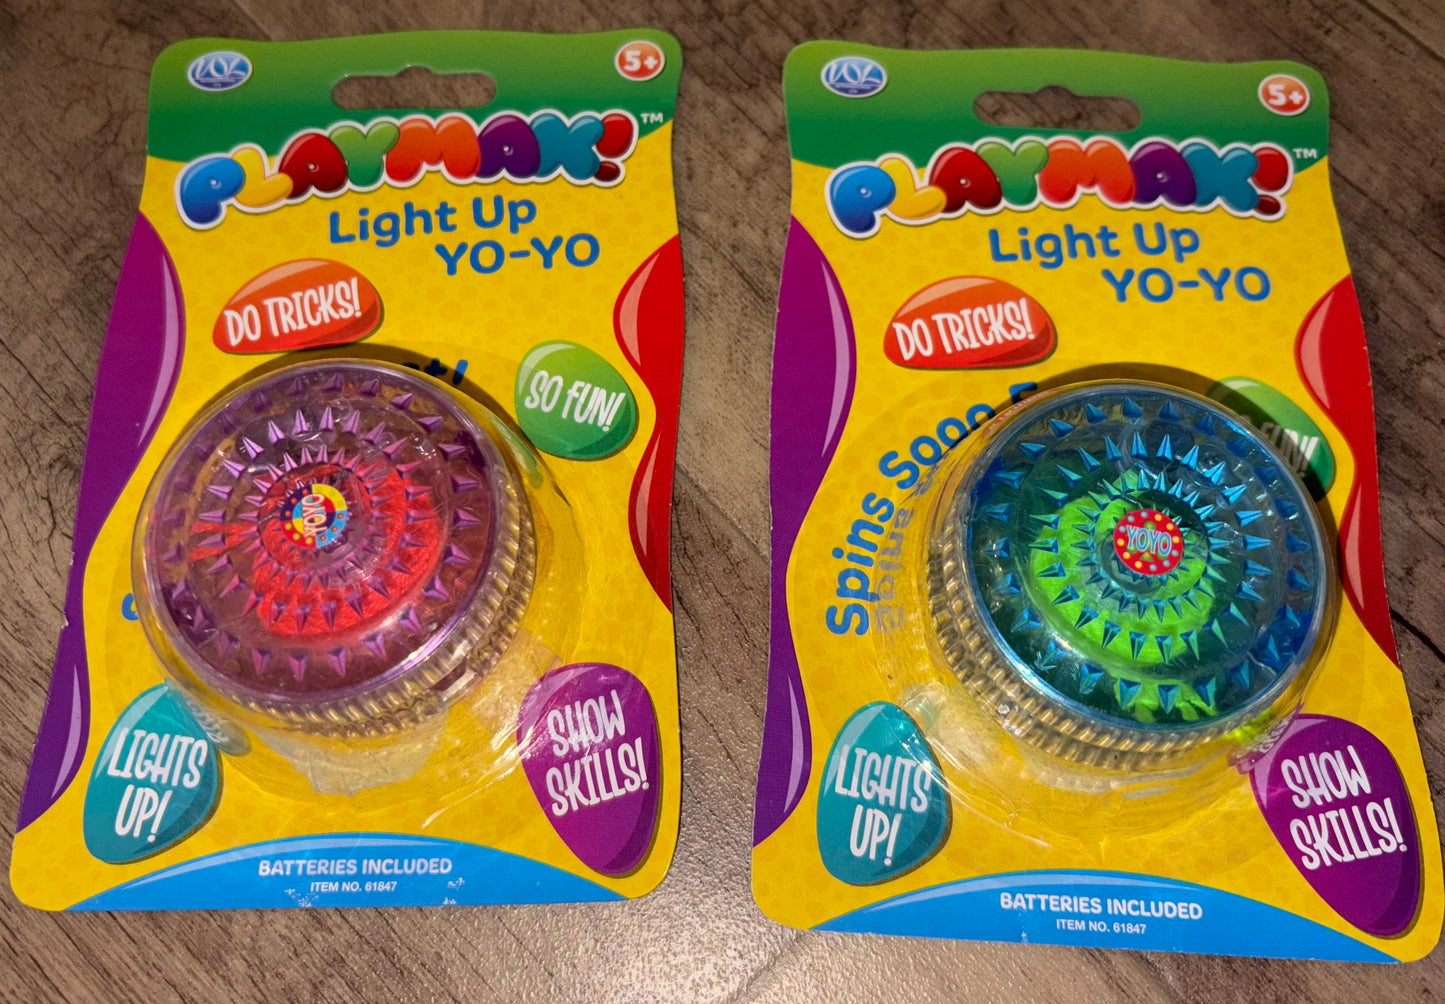 5+
PLAYMAX!™
Light Up
YO-YO
DO TRICKS!
SO FUN!
YOYO
LIGHTS
UP!
SHOW
SKILLS!
BATTERIES INCLUDED
ITEM NO. 61847
5+
PLAYMAX!™
Light Up
YO-YO
DO TRICKS!
Spins Sooo
YOYO
LIGHTS
UP!
SHOW
SKILLS!
BATTERIES INCLUDED
ITEM NO. 61847